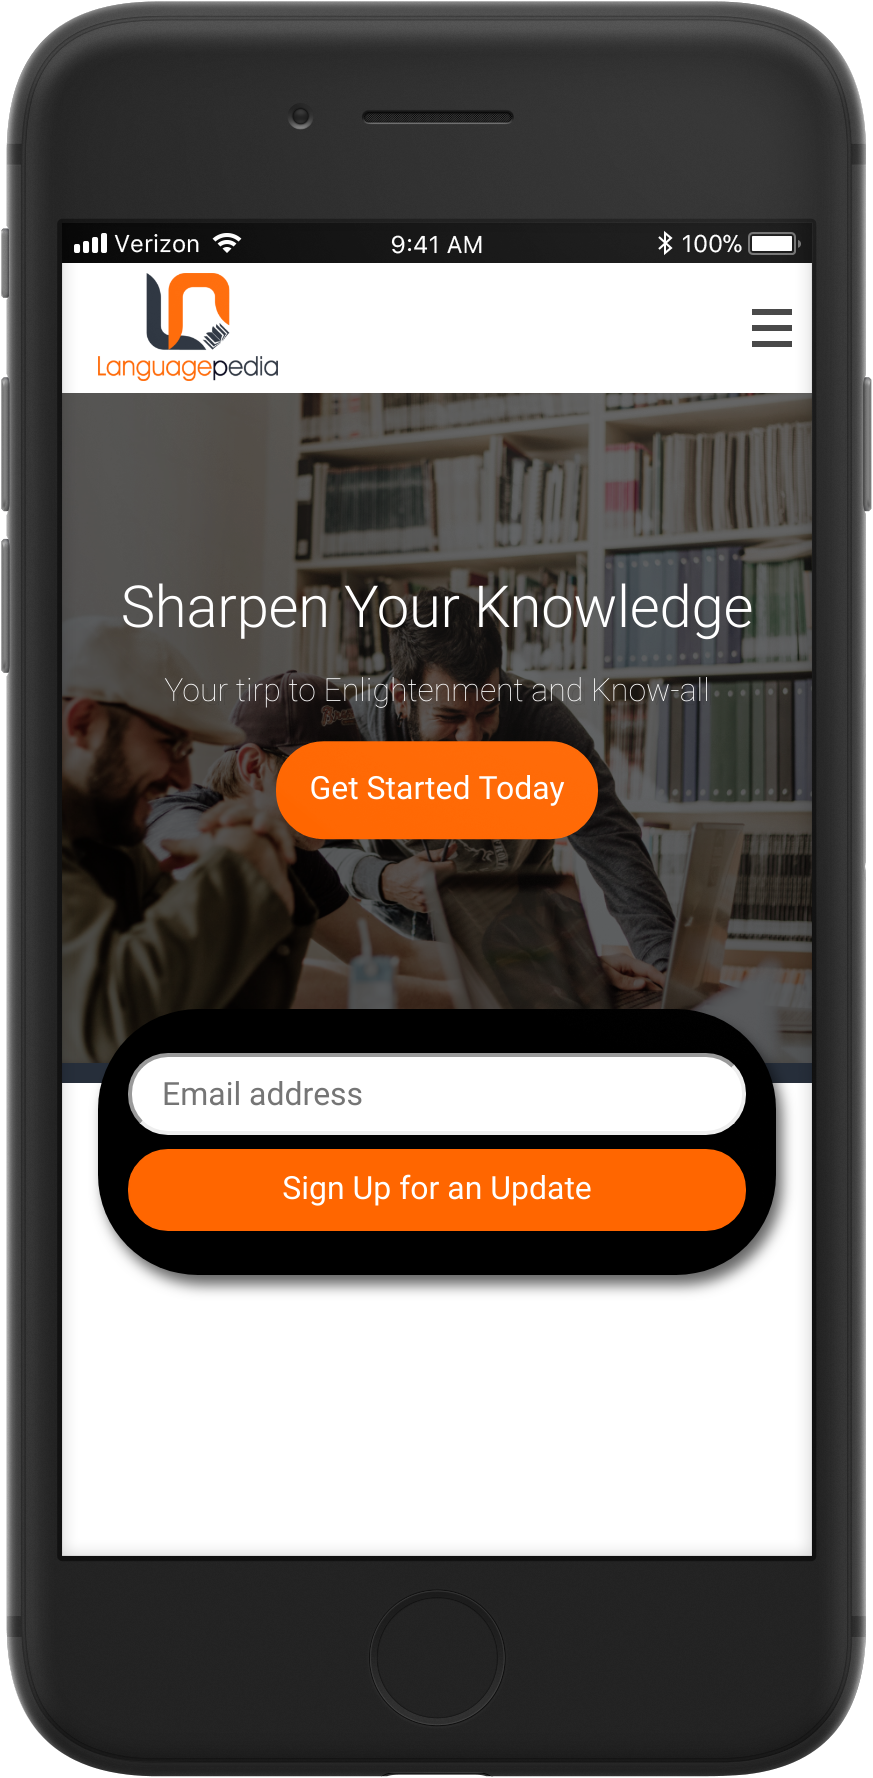 Verizon 9:41 AM 100%
Languagepedia
Sharpen Your Knowledge
Your tirp to Enlightenment and Know-all
Get Started Today
Email address
Sign Up for an Update